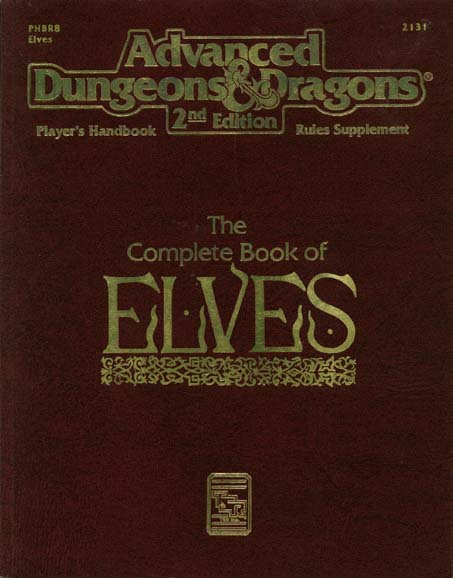 PHBR8
Elves
2131
Advanced
Dungeons & Dragons®
2nd Edition
Player's Handbook
Rules Supplement
The
Complete Book of
ELVES
TSR